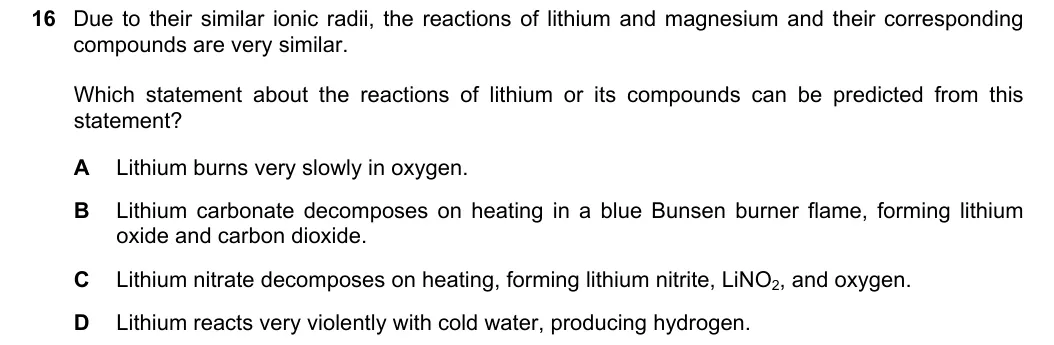 16 Due to their similar ionic radii, the reactions of lithium and magnesium and their corresponding
compounds are very similar.
Which statement about the reactions of lithium or its compounds can be predicted from this
statement?
A Lithium burns very slowly in oxygen.
B Lithium carbonate decomposes on heating in a blue Bunsen burner flame, forming lithium
oxide and carbon dioxide.
C Lithium nitrate decomposes on heating, forming lithium nitrite, LiNO₂, and oxygen.
D Lithium reacts very violently with cold water, producing hydrogen.